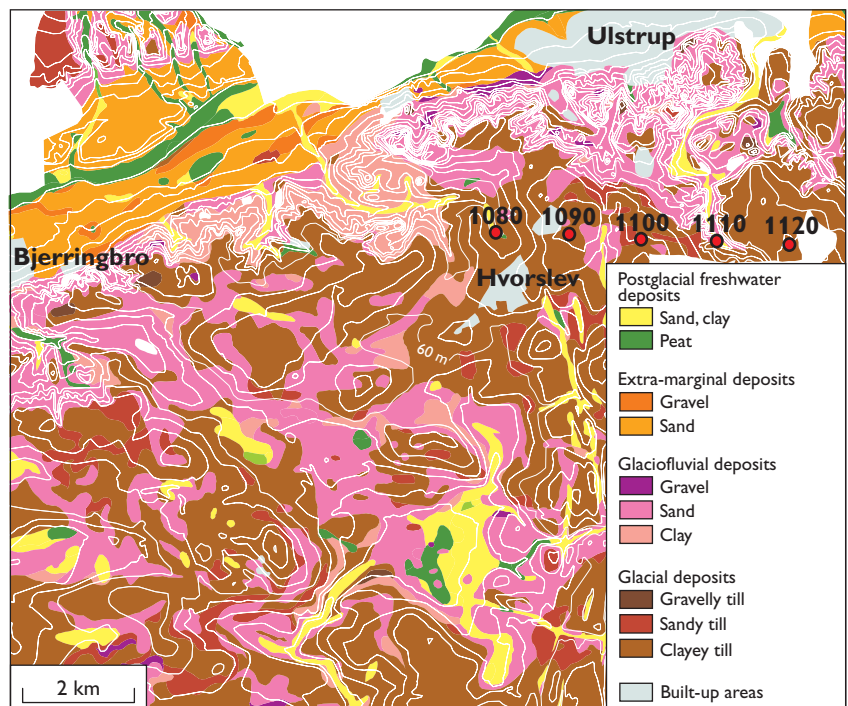 Ulstrup
1080
1090
1100
1110
1120
Bjerringbro
Hvorslev
60 m
Postglacial freshwater
deposits
Sand, clay
Peat
Extra-marginal deposits
Gravel
Sand
Glaciofluvial deposits
Gravel
Sand
Clay
Glacial deposits
Gravelly till
Sandy till
Clayey till
Built-up areas
2 km